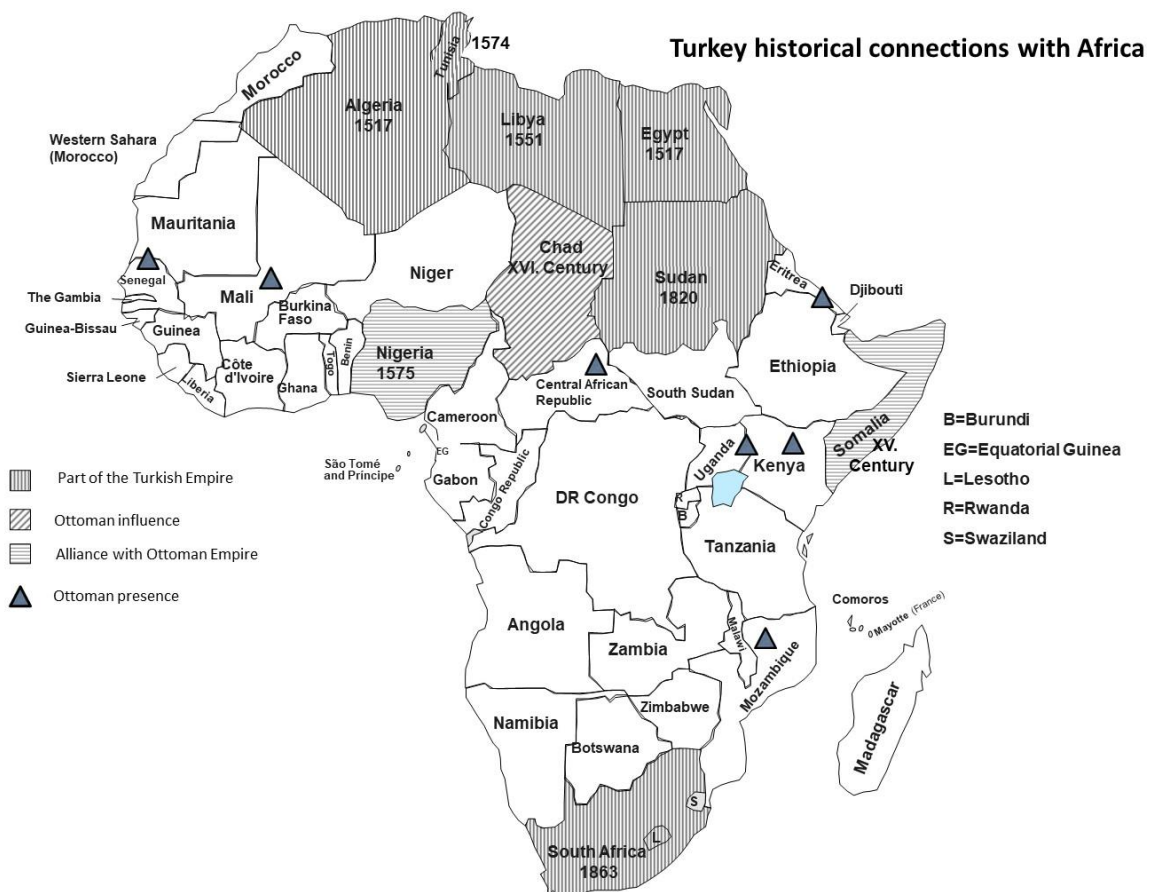 Turkey historical connections with Africa
1574
Tunisia
Morocco
Algeria
1517
Libya
1551
Egypt
1517
Western Sahara
(Morocco)
Mauritania
Senegal
The Gambia
Guinea-Bissau
Guinea
Sierra Leone
Liberia
Mali
Burkina
Faso
Côte
d'Ivoire
Ghana
Togo
Benin
Niger
Nigeria
1575
Chad
XVI. Century
Sudan
1820
Eritrea
Djibouti
Ethiopia
Somalia
XV.
Century
Central African
Republic
South Sudan
Cameroon
EG
São Tomé
and Príncipe
Gabon
Congo Republic
DR Congo
Uganda
Kenya
R
B
Tanzania
Angola
Zambia
Malawi
Mozambique
Comoros
Mayotte (France)
Madagascar
Zimbabwe
Namibia
Botswana
S
L
South Africa
1863
Part of the Turkish Empire
Ottoman influence
Alliance with Ottoman Empire
Ottoman presence
B=Burundi
EG=Equatorial Guinea
L=Lesotho
R=Rwanda
S=Swaziland